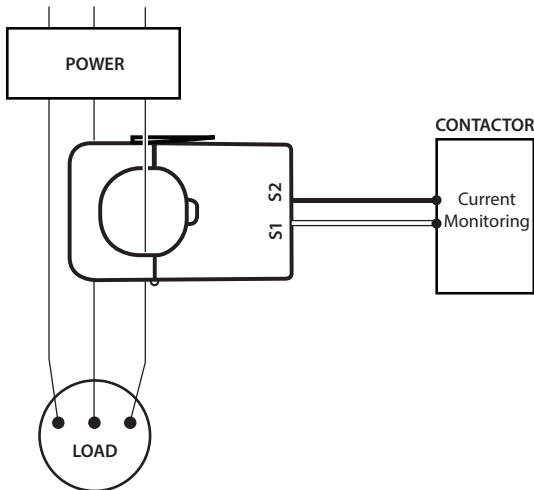 POWER
CONTACTOR
S2
S1
Current
Monitoring
LOAD